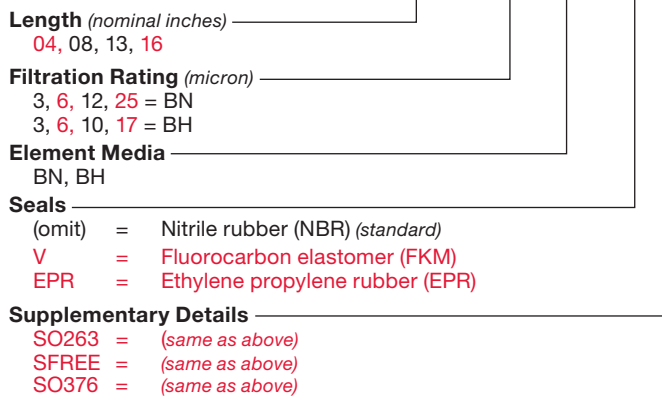 Length (nominal inches)
04, 08, 13, 16
Filtration Rating (micron)
3, 6, 12, 25 = BN
3, 6, 10, 17 = BH
Element Media
BN, BH
Seals
(omit) = Nitrile rubber (NBR) (standard)
V = Fluorocarbon elastomer (FKM)
EPR = Ethylene propylene rubber (EPR)
Supplementary Details
SO263 = (same as above)
SFREE = (same as above)
SO376 = (same as above)